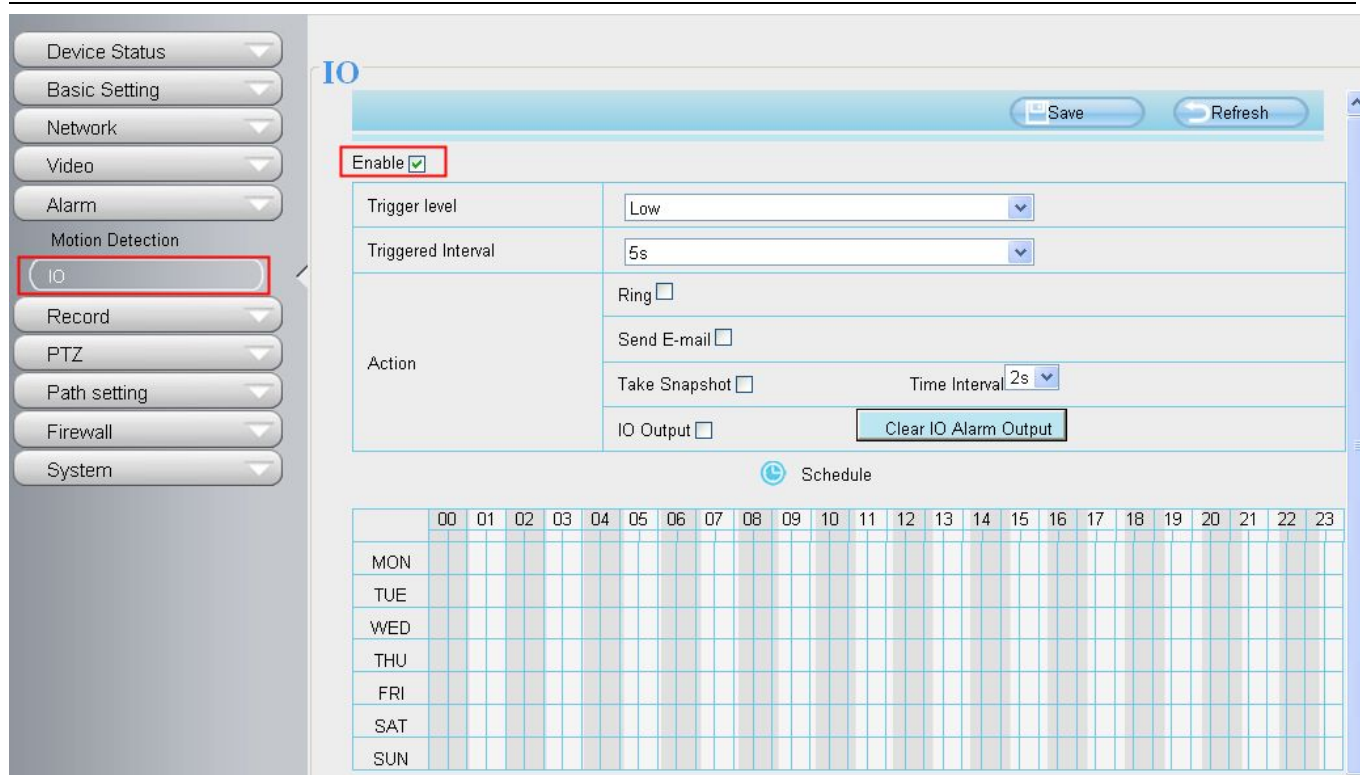 Device Status
Basic Setting
Network
Video
Alarm
Motion Detection
IO
Record
PTZ
Path setting
Firewall
System
IO
Save Refresh
Enable
Trigger level Low
Triggered Interval 5s
Action
Ring
Send E-mail
Take Snapshot Time Interval 2s
IO Output Clear IO Alarm Output
Schedule
00 01 02 03 04 05 06 07 08 09 10 11 12 13 14 15 16 17 18 19 20 21 22 23
MON
TUE
WED
THU
FRI
SAT
SUN